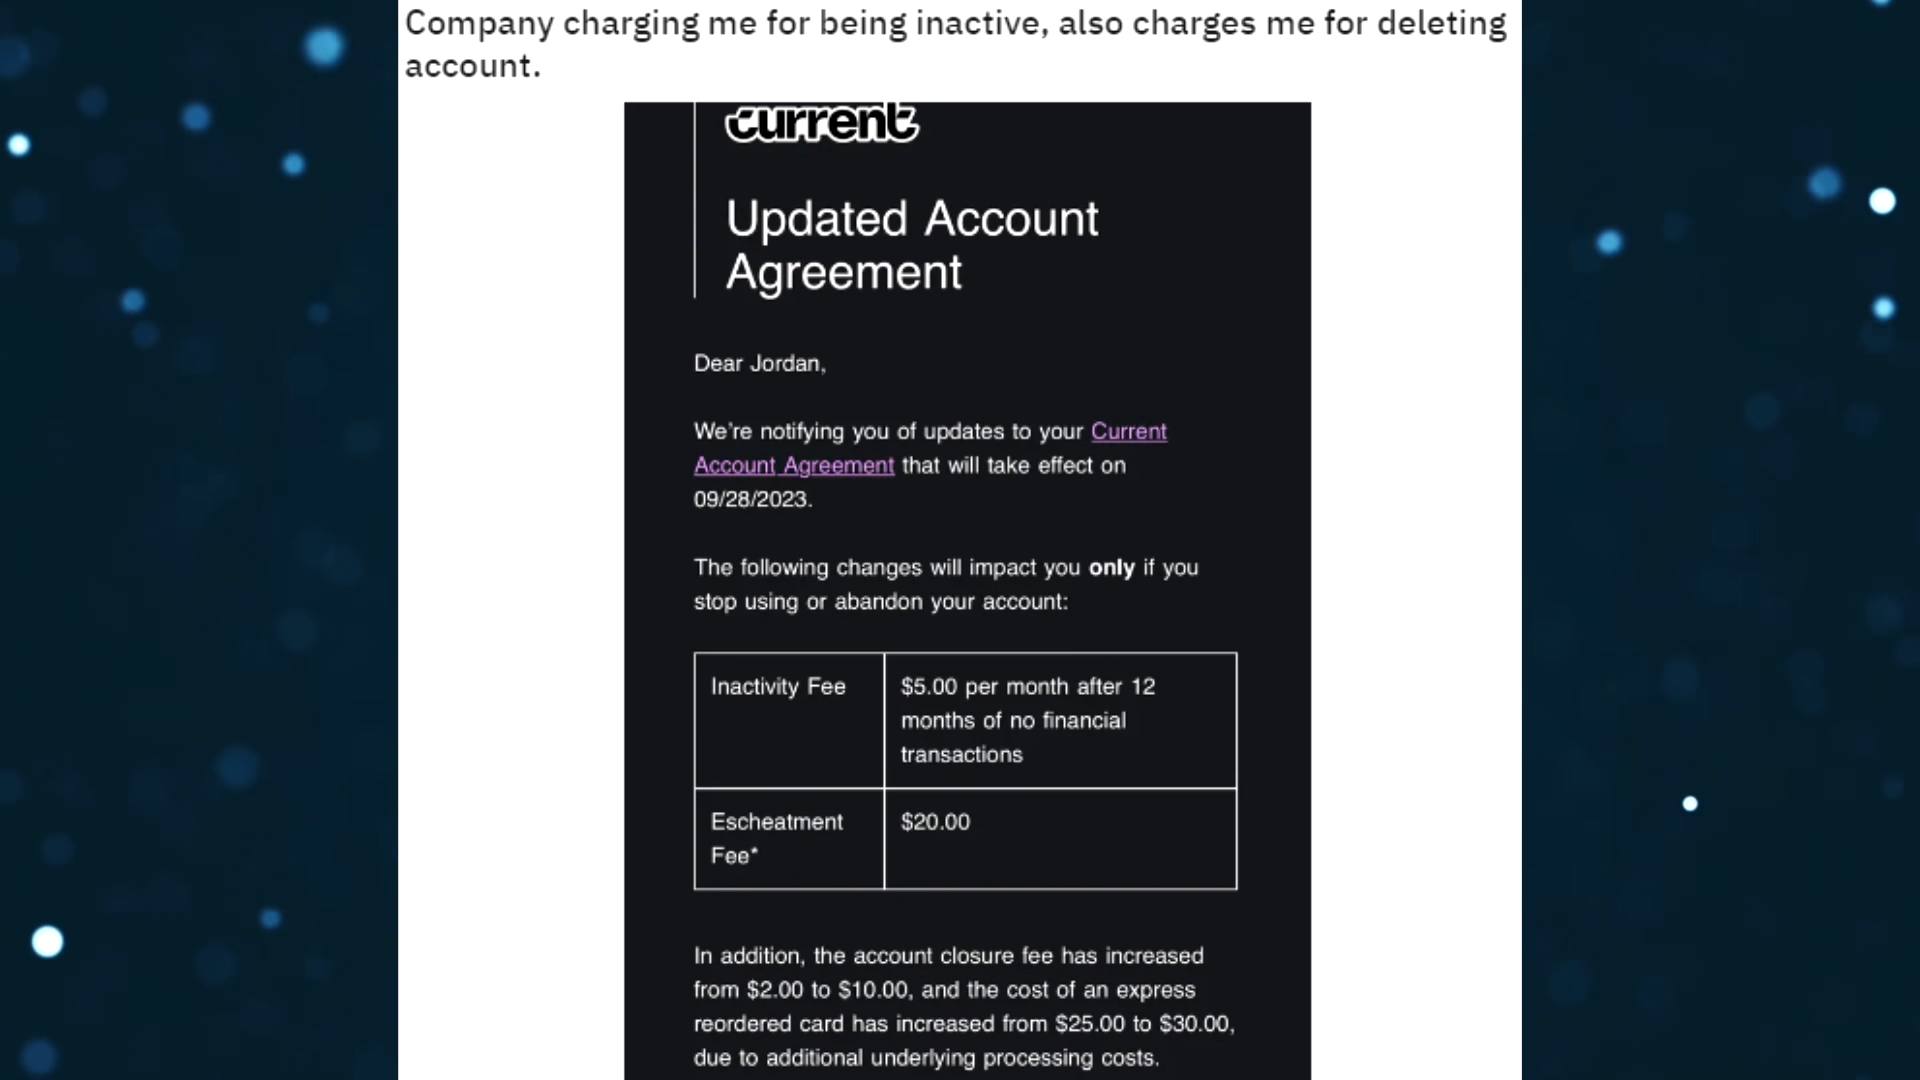 Company charging me for being inactive, also charges me for deleting
account.
current
Updated Account
Agreement
Dear Jordan,
We're notifying you of updates to your Current
Account Agreement that will take effect on
09/28/2023.
The following changes will impact you only if you
stop using or abandon your account:
Inactivity Fee
$5.00 per month after 12
months of no financial
transactions
Escheatment
Fee*
$20.00
In addition, the account closure fee has increased
from $2.00 to $10.00, and the cost of an express
reordered card has increased from $25.00 to $30.00,
due to additional underlying processing costs.